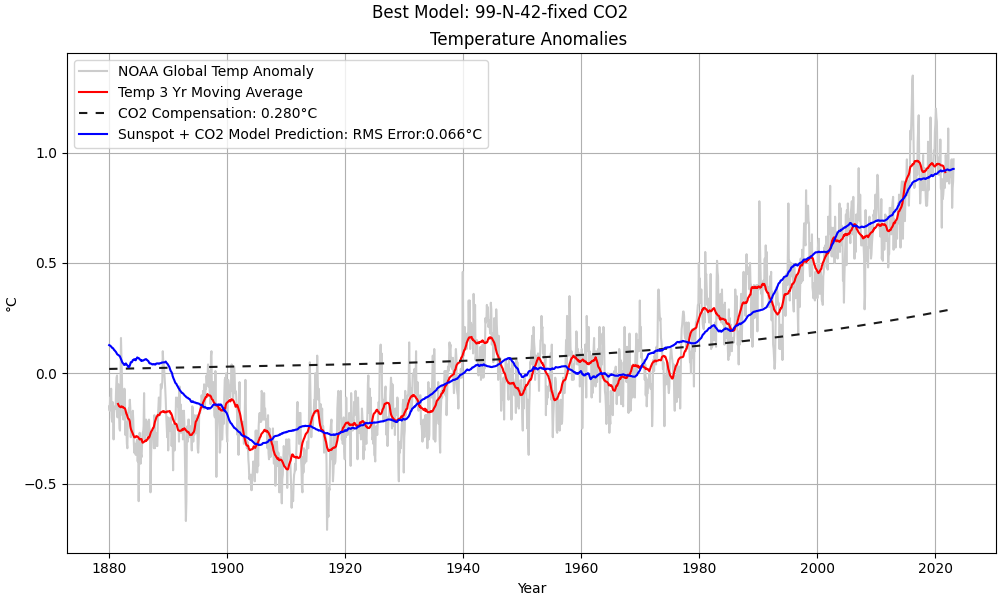 Best Model: 99-N-42-fixed CO2
Temperature Anomalies
NOAA Global Temp Anomaly
Temp 3 Yr Moving Average
CO2 Compensation: 0.280°C
Sunspot + CO2 Model Prediction: RMS Error:0.066°C
1.0
0.5
0.0
−0.5
°C
1880 1900 1920 1940 1960 1980 2000 2020
Year